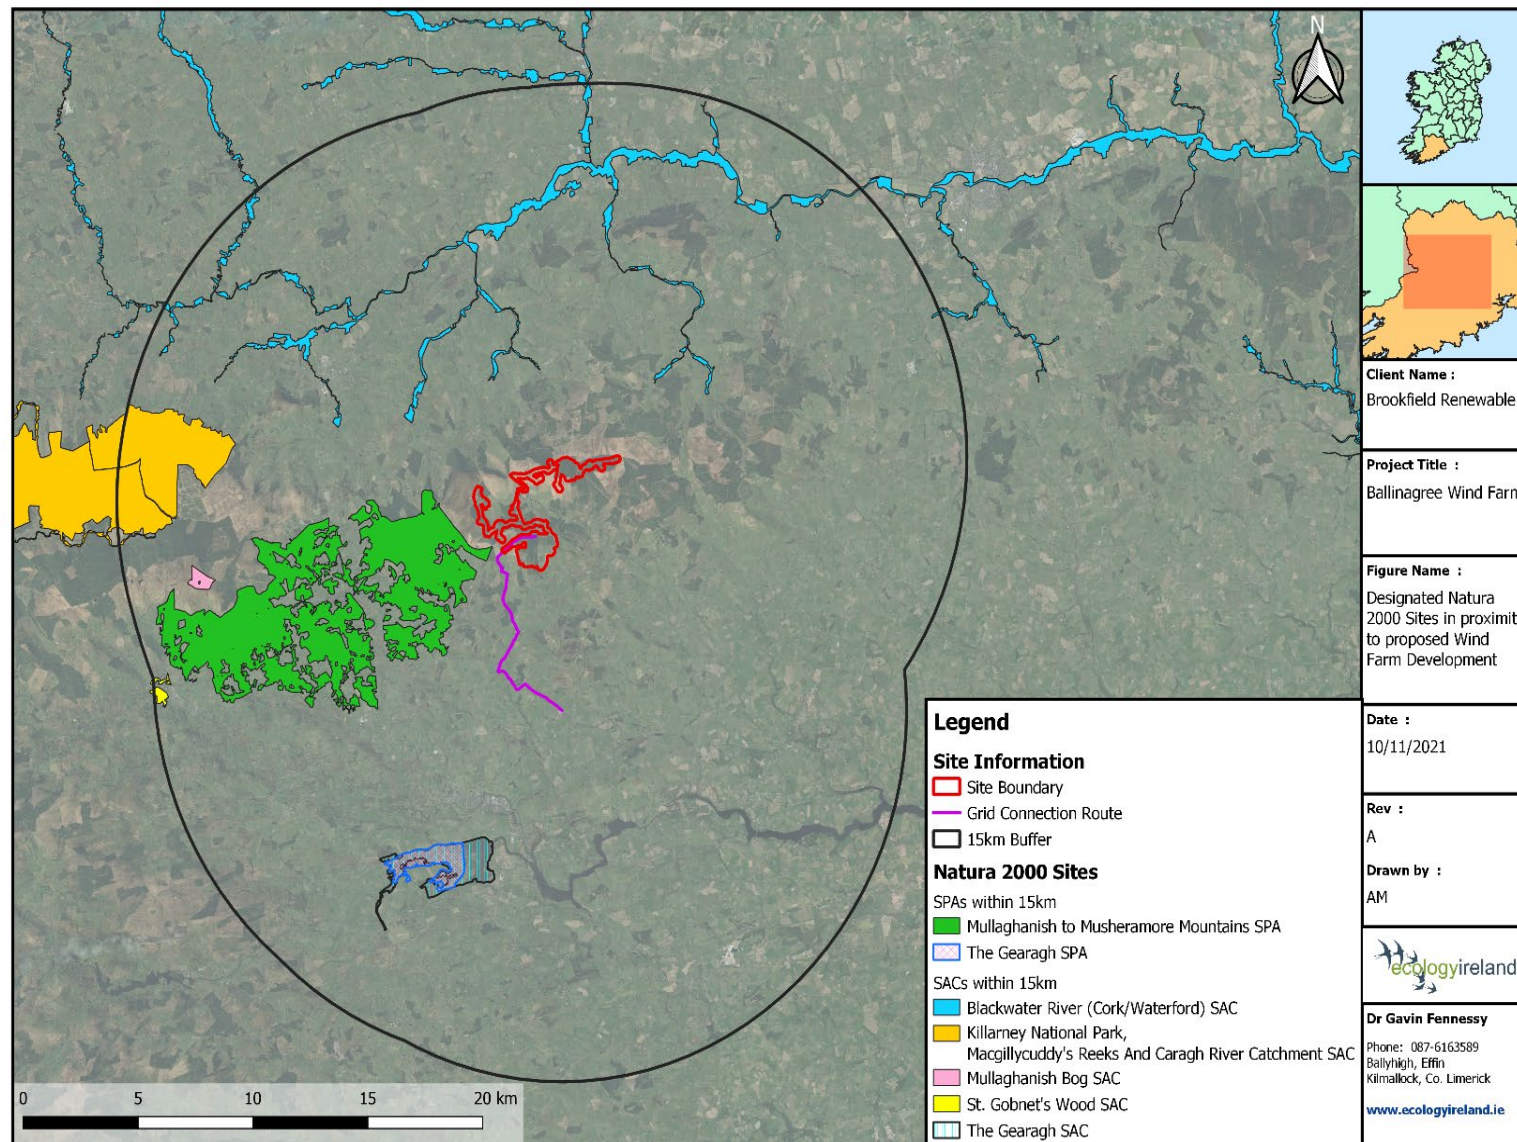 N
Client Name :
Brookfield Renewable
Project Title :
Ballinagree Wind Farm
Figure Name :
Designated Natura
2000 Sites in proximit
to proposed Wind
Farm Development
Date :
10/11/2021
Rev :
A
Drawn by :
AM
ecologyireland
Dr Gavin Fennessy
Phone: 087-6163589
Ballyhigh, Effin
Kilmallock, Co. Limerick
www.ecologyireland.ie
Legend
Site Information
Site Boundary
Grid Connection Route
15km Buffer
Natura 2000 Sites
SPAs within 15km
Mullaghanish to Musheramore Mountains SPA
The Gearagh SPA
SACs within 15km
Blackwater River (Cork/Waterford) SAC
Killarney National Park,
Macgillycuddy's Reeks And Caragh River Catchment SAC
Mullaghanish Bog SAC
St. Gobnet's Wood SAC
The Gearagh SAC
0 5 10 15 20 km